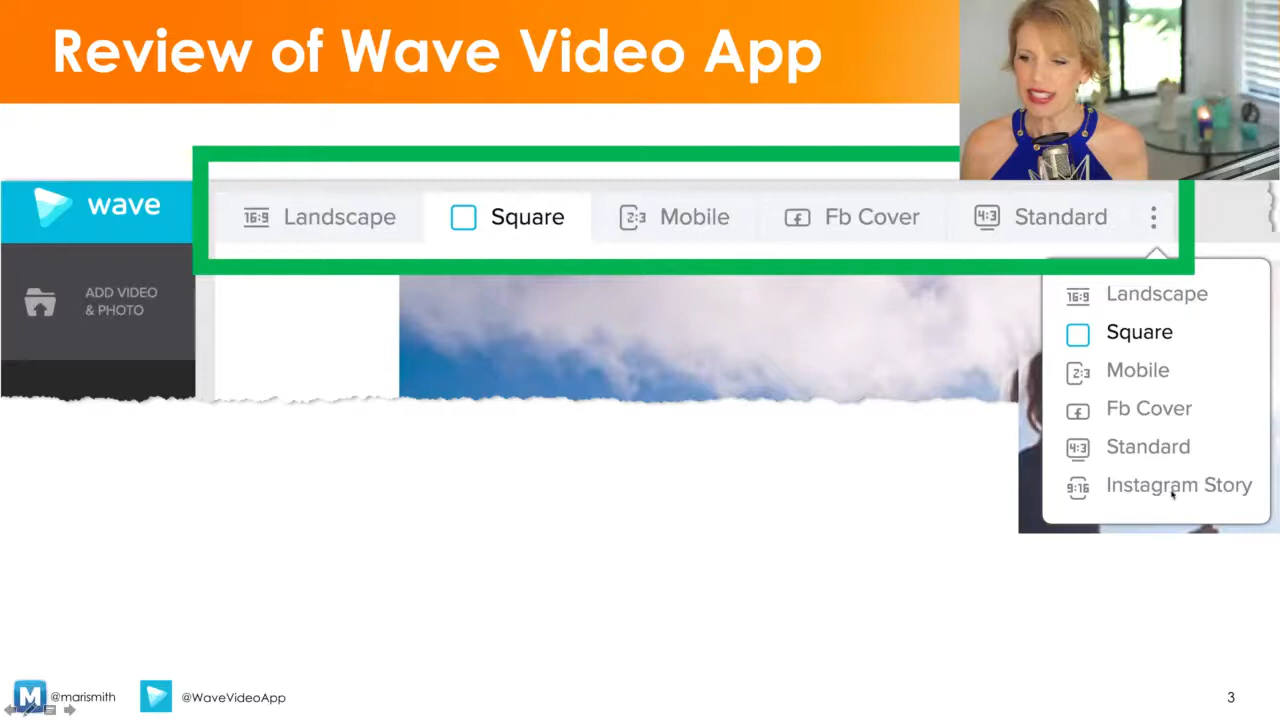 Review of Wave Video App
wave
16:9 Landscape
Square
2:3 Mobile
Fb Cover
4:3 Standard
ADD VIDEO
& PHOTO
16:9 Landscape
Square
2:3 Mobile
Fb Cover
4:3 Standard
9:16 Instagram Story
M @marismith
@WaveVideoApp
3